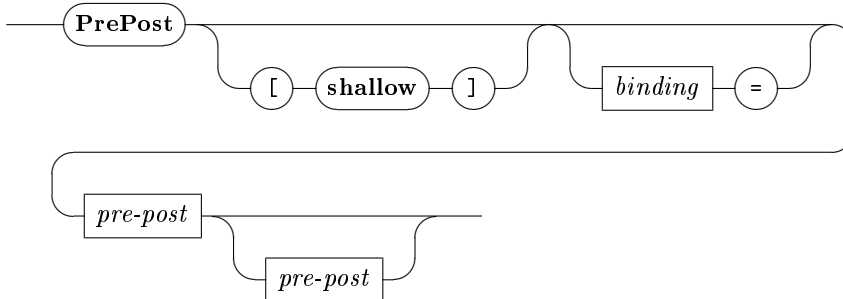 PrePost
[ shallow ] binding =
pre-post
pre-post